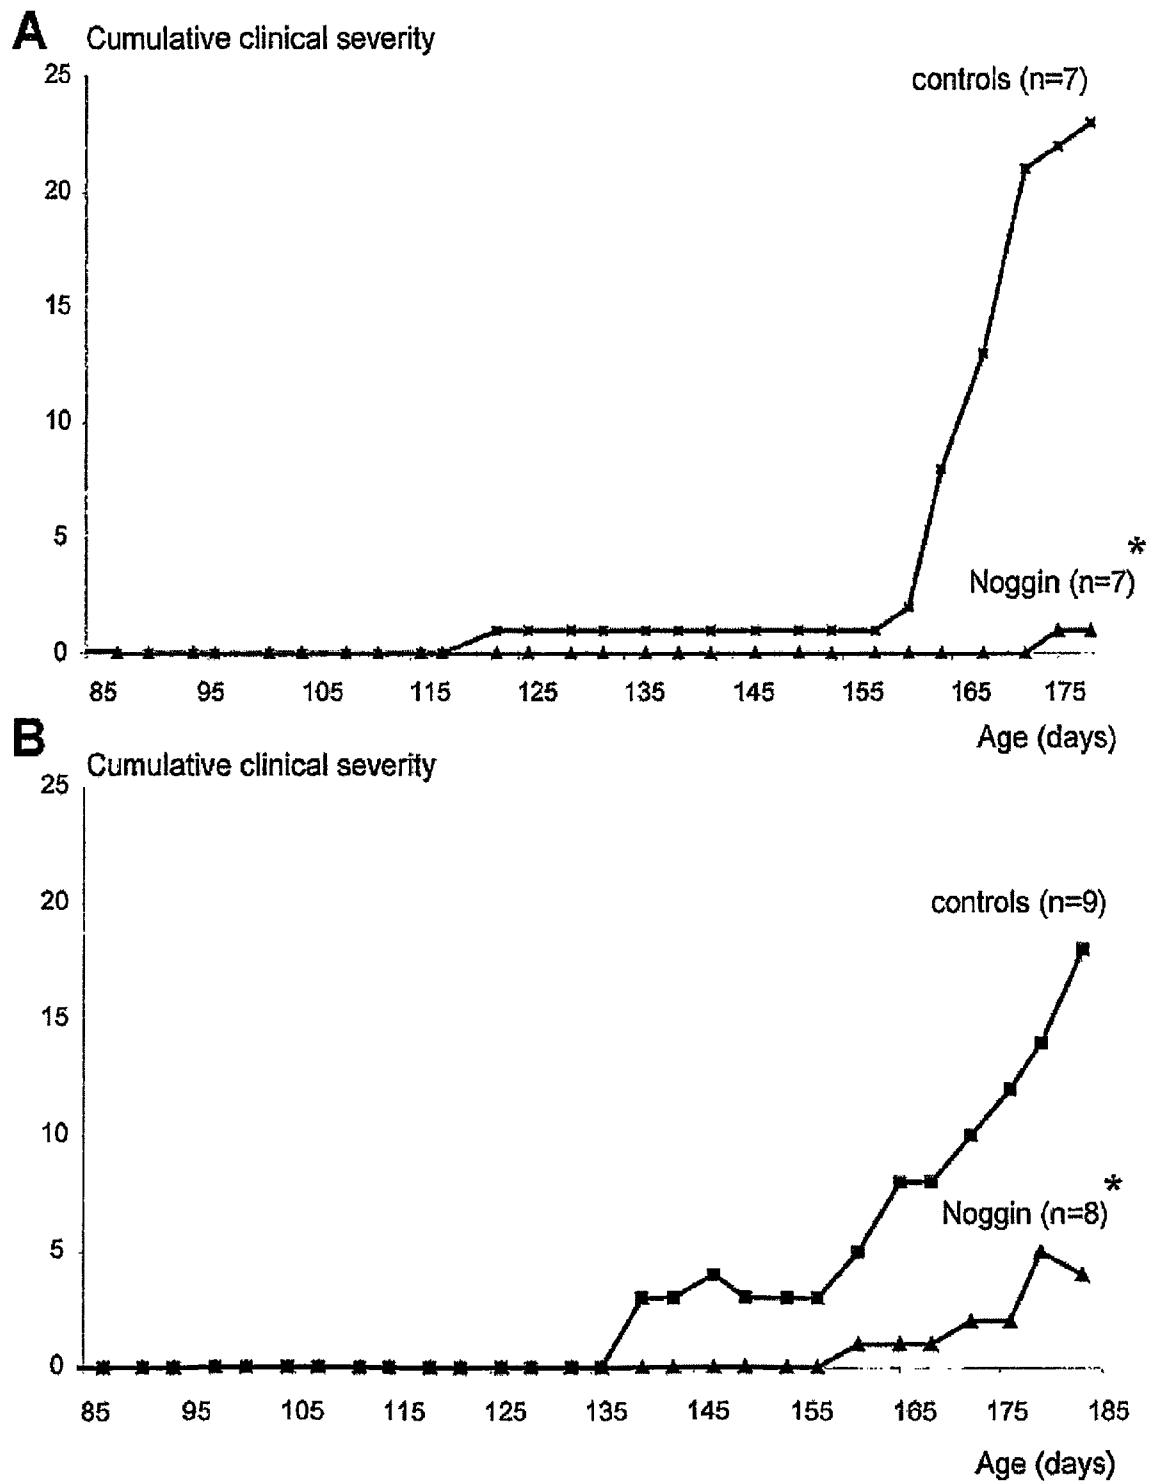 A Cumulative clinical severity
25
controls (n=7)
20
15
10
5
*
Noggin (n=7)
0
85 95 105 115 125 135 145 155 165 175
Age (days)
B Cumulative clinical severity
25
20
controls (n=9)
15
10
*
Noggin (n=8)
5
0
85 95 105 115 125 135 145 155 165 175 185
Age (days)